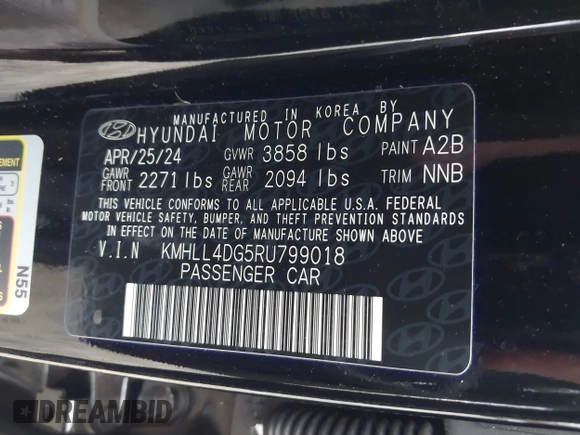 MANUFACTURED IN KOREA BY
HYUNDAI MOTOR COMPANY
APR/25/24 GVWR 3858 lbs PAINT A2B
GAWR FRONT 2271 lbs GAWR REAR 2094 lbs TRIM NNB
THIS VEHICLE CONFORMS TO ALL APPLICABLE U.S.A. FEDERAL
MOTOR VEHICLE SAFETY, BUMPER, AND THEFT PREVENTION STANDARDS
IN EFFECT ON THE DATE OF MANUFACTURE SHOWN ABOVE.
V.I.N KMHLL4DG5RU799018
PASSENGER CAR
N55
DREAMBID